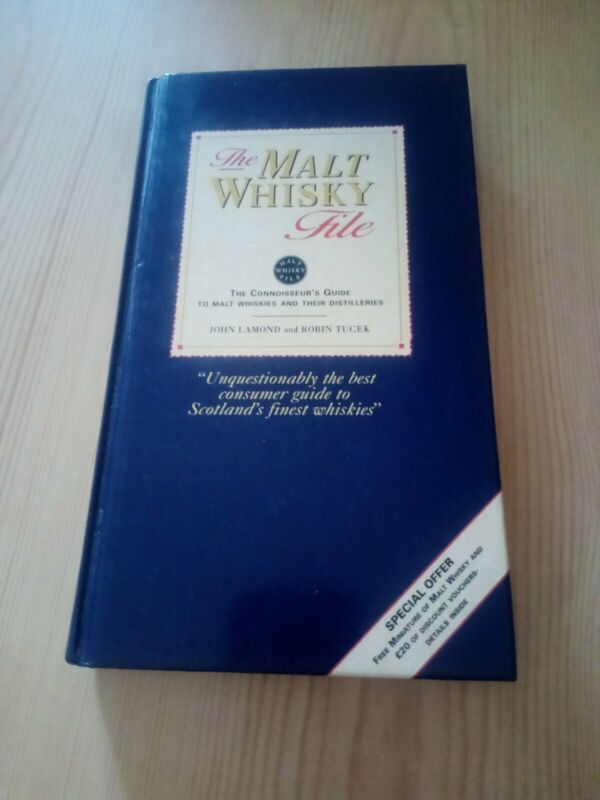 The MALT
WHISKY
File
MALT
WHISKY
FILE
THE CONNOISSEUR'S GUIDE
TO MALT WHISKIES AND THEIR DISTILLERIES
JOHN LAMOND and ROBIN TUCEK
"Unquestionably the best
consumer guide to
Scotland's finest whiskies"
SPECIAL OFFER
FREE MINIATURE OF MALT WHISKY AND
£20 OF DISCOUNT VOUCHERS-
DETAILS INSIDE